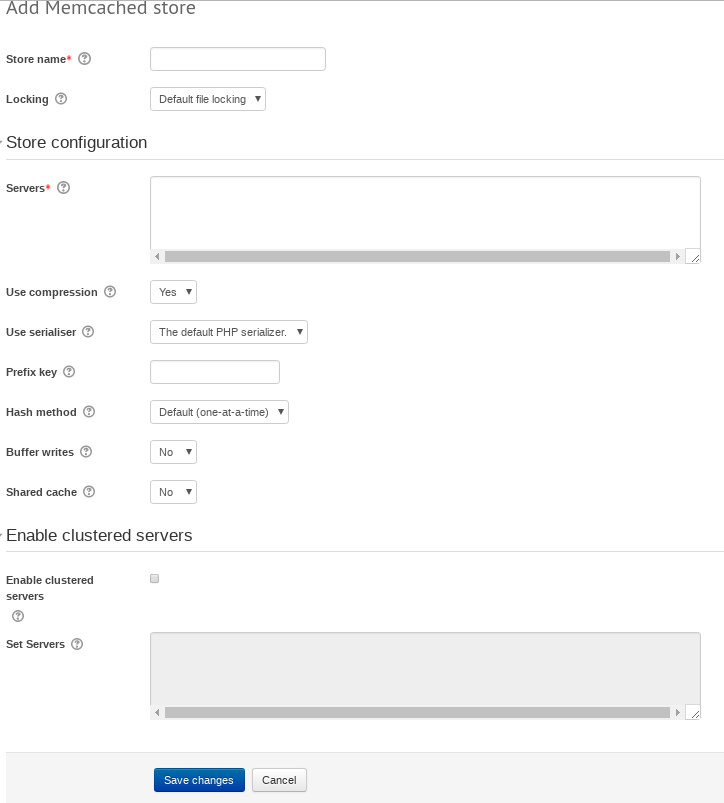 Add Memcached store
Store name*
Locking
Default file locking
Store configuration
Servers*
Use compression
Yes
Use serialiser
The default PHP serializer.
Prefix key
Hash method
Default (one-at-a-time)
Buffer writes
No
Shared cache
No
Enable clustered servers
Enable clustered
servers
Set Servers
Save changes
Cancel